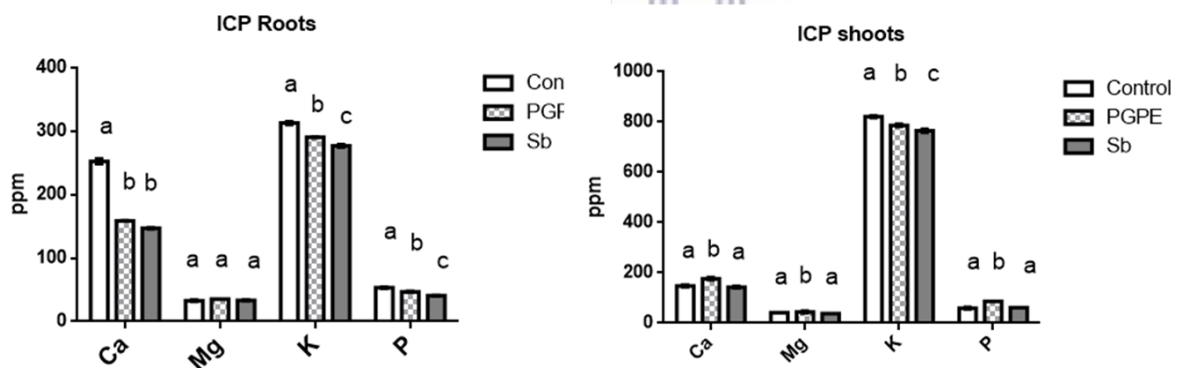 ICP Roots
400
300
200
100
0
ppm
a
b b
a a a
a b c
a b c
Ca Mg K P
Con
PGF
Sb
ICP shoots
1000
800
600
400
200
0
ppm
a b a
a b a
a b c
a b a
Ca Mg K P
Control
PGPE
Sb